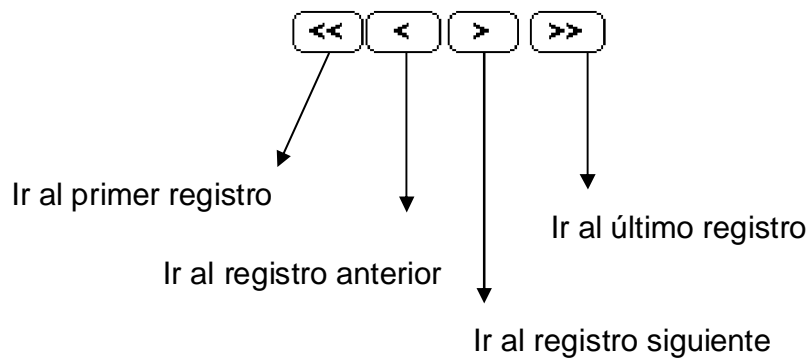 << < > >>
Ir al primer registro
Ir al último registro
Ir al registro anterior
Ir al registro siguiente